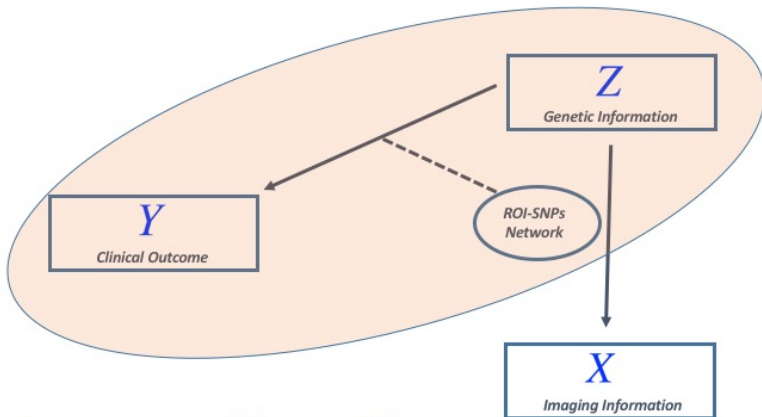 Z
Genetic Information
Y
Clinical Outcome
ROI-SNPs
Network
X
Imaging Information